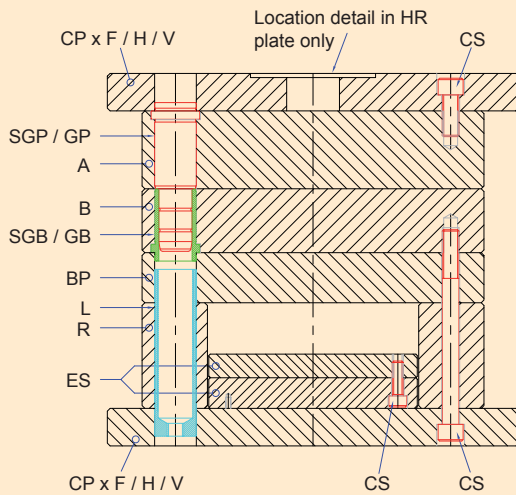 Location detail in HR
plate only
CP x F / H / V
CS
SGP / GP
A
B
SGB / GB
BP
L
R
ES
CP x F / H / V
CS
CS